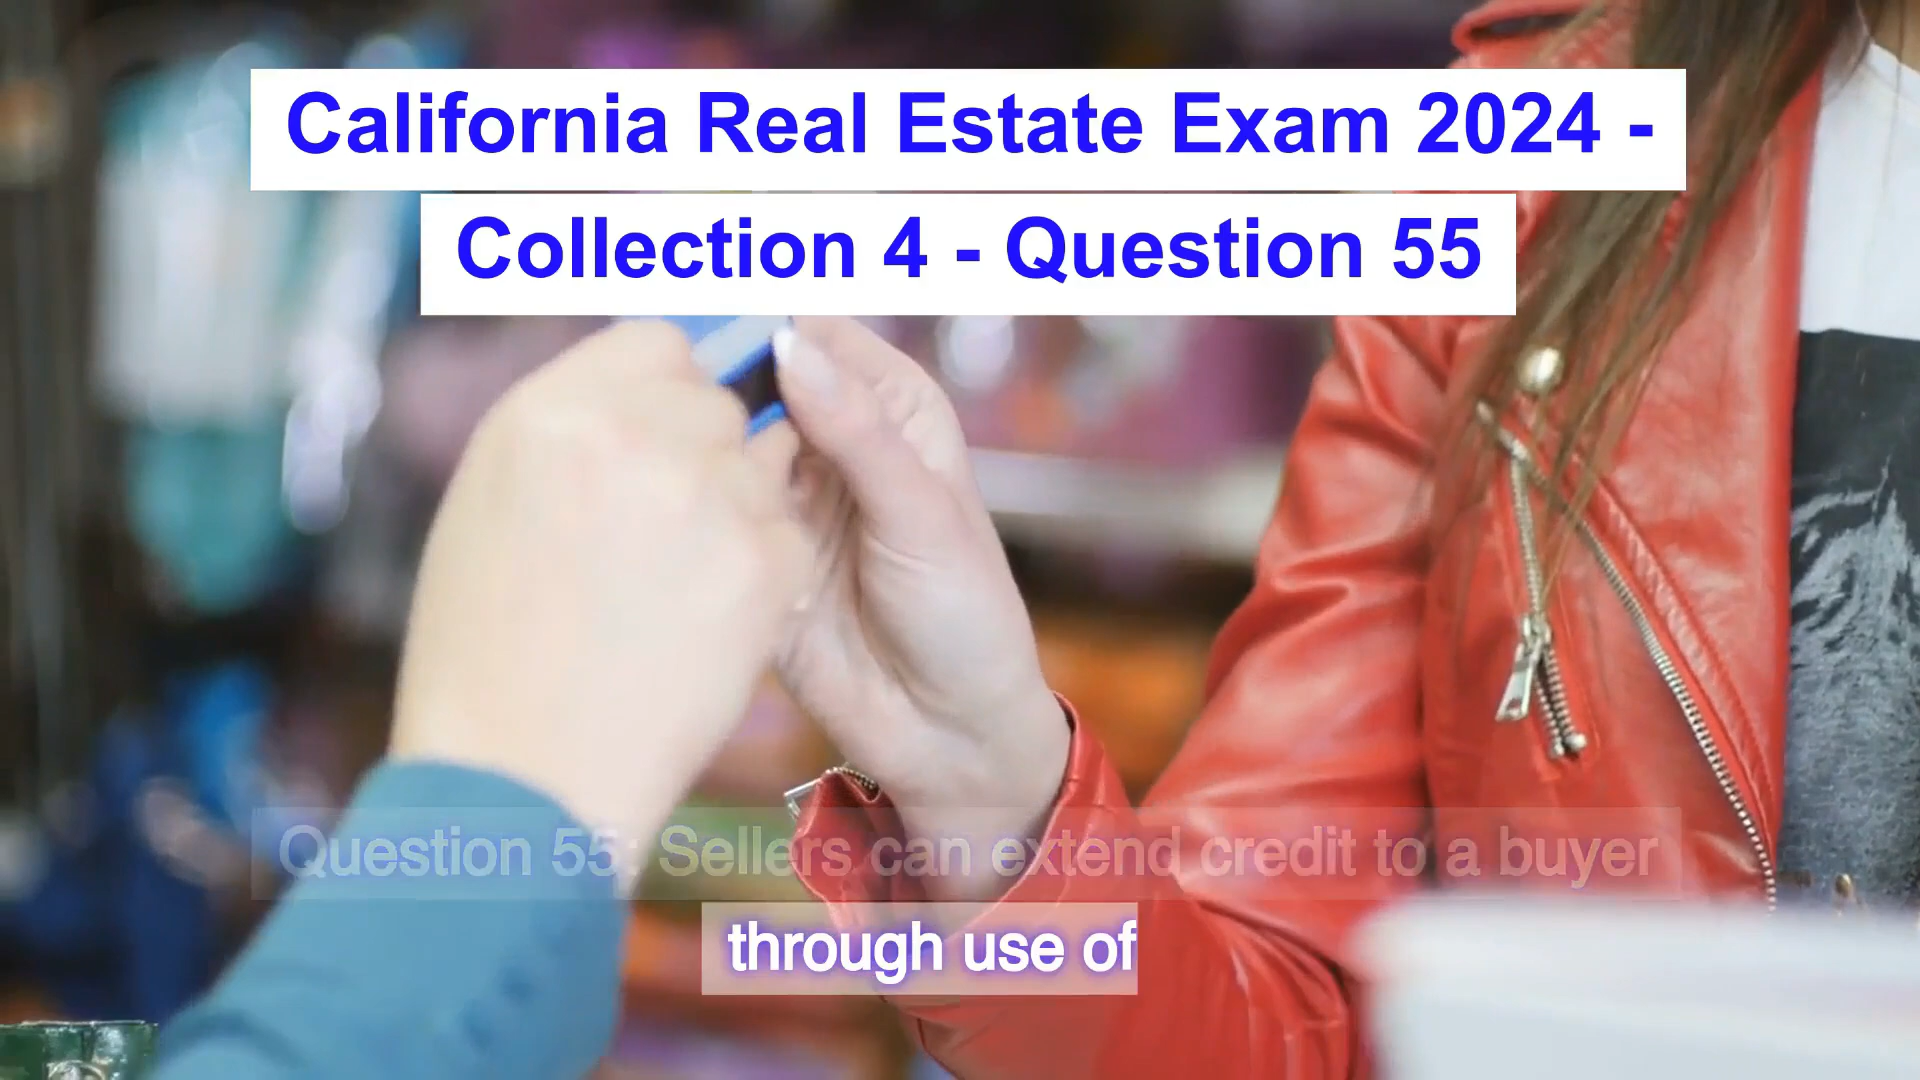 California Real Estate Exam 2024 -
Collection 4 - Question 55
Question 55: Sellers can extend credit to a buyer
through use of